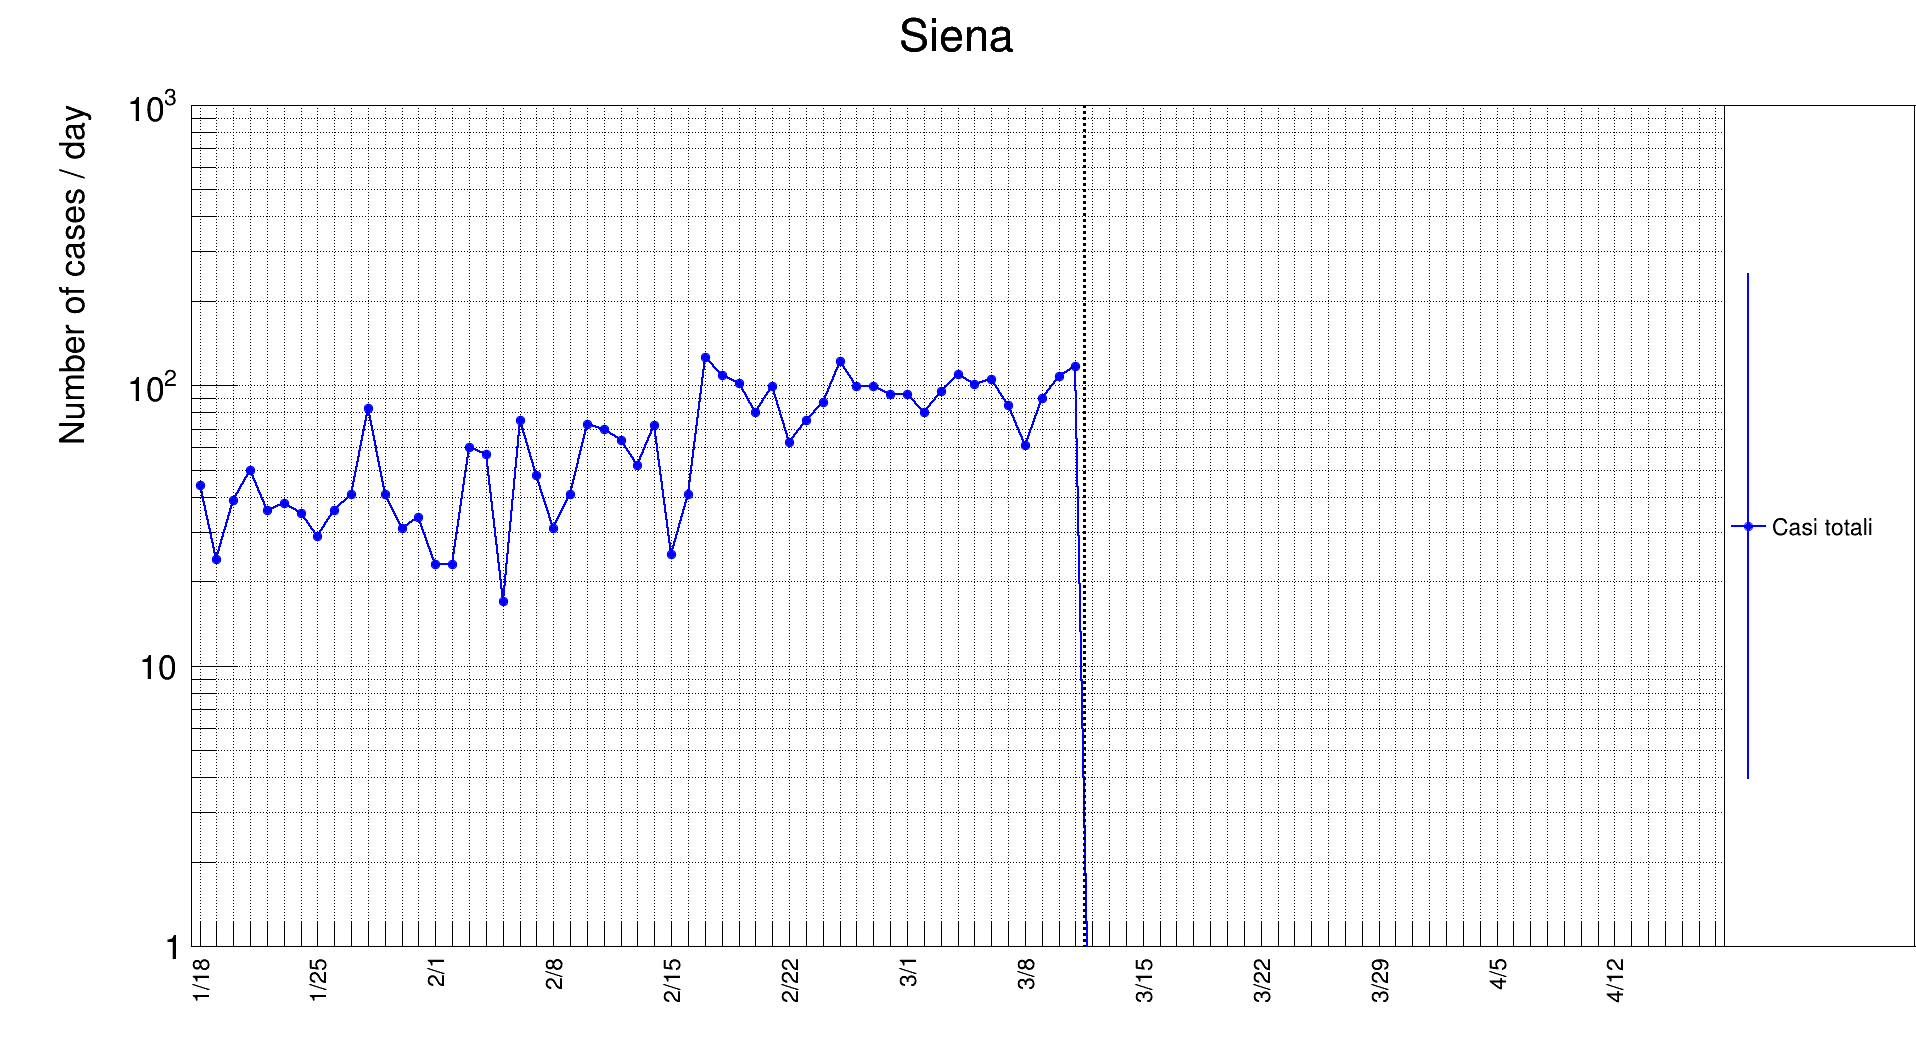 Siena
Number of cases / day
10³
10²
10
1
1/18 1/25 2/1 2/8 2/15 2/22 3/1 3/8 3/15 3/22 3/29 4/5 4/12
Casi totali